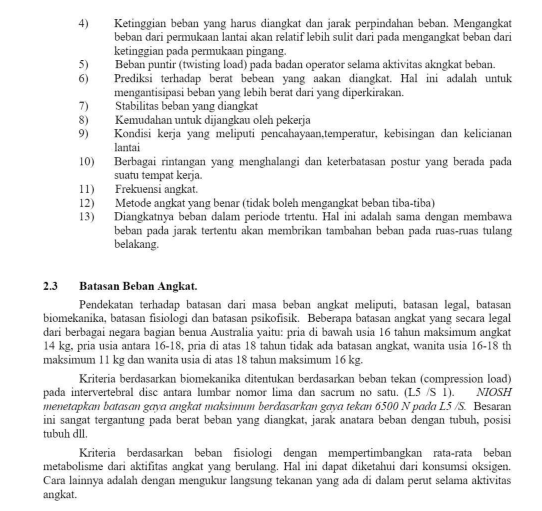 4) Ketinggian beban yang harus diangkat dan jarak perpindahan beban. Mengangkat
beban dari permukaan lantai akan relatif lebih sulit dari pada mengangkat beban dari
ketinggian pada permukaan pingang.
5) Beban puntir (twisting load) pada badan operator selama aktivitas akngkat beban.
6) Prediksi terhadap berat bebean yang aakan diangkat. Hal ini adalah untuk
mengantisipasi beban yang lebih berat dari yang diperkirakan.
7) Stabilitas beban yang diangkat
8) Kemudahan untuk dijangkau oleh pekerja
9) Kondisi kerja yang meliputi pencahayaan,temperatur, kebisingan dan kelicianan
lantai
10) Berbagai rintangan yang menghalangi dan keterbatasan postur yang berada pada
suatu tempat kerja.
11) Frekuensi angkat.
12) Metode angkat yang benar (tidak boleh mengangkat beban tiba-tiba)
13) Diangkatnya beban dalam periode trtentu. Hal ini adalah sama dengan membawa
beban pada jarak tertentu akan membrikan tambahan beban pada ruas-ruas tulang
belakang.
2.3 Batasan Beban Angkat.
Pendekatan terhadap batasan dari masa beban angkat meliputi, batasan legal, batasan
biomekanika, batasan fisiologi dan batasan psikofisik. Beberapa batasan angkat yang secara legal
dari berbagai negara bagian benua Australia yaitu: pria di bawah usia 16 tahun maksimum angkat
14 kg, pria usia antara 16-18, pria di atas 18 tahun tidak ada batasan angkat, wanita usia 16-18 th
maksimum 11 kg dan wanita usia di atas 18 tahun maksimum 16 kg.
Kriteria berdasarkan biomekanika ditentukan berdasarkan beban tekan (compression load)
pada intervertebral disc antara lumbar nomor lima dan sacrum no satu. (L5 /S 1). NIOSH
menetapkan batasan gaya angkat maksimum berdasarkan gaya tekan 6500 N pada L5 /S. Besaran
ini sangat tergantung pada berat beban yang diangkat, jarak anatara beban dengan tubuh, posisi
tubuh dll.
Kriteria berdasarkan beban fisiologi dengan mempertimbangkan rata-rata beban
metabolisme dari aktifitas angkat yang berulang. Hal ini dapat diketahui dari konsumsi oksigen.
Cara lainnya adalah dengan mengukur langsung tekanan yang ada di dalam perut selama aktivitas
angkat.